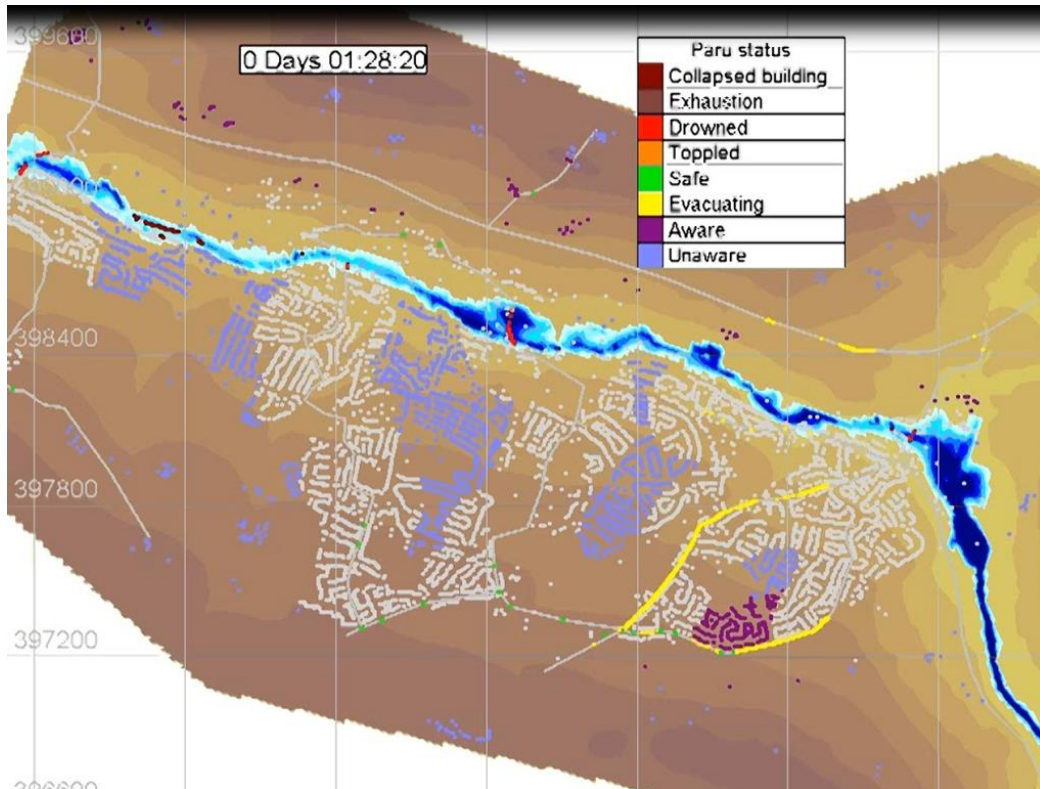 399600
0 Days 01:28:20
Paru status
Collapsed building
Exhaustion
Drowned
Toppled
Safe
Evacuating
Aware
Unaware
398400
397800
397200